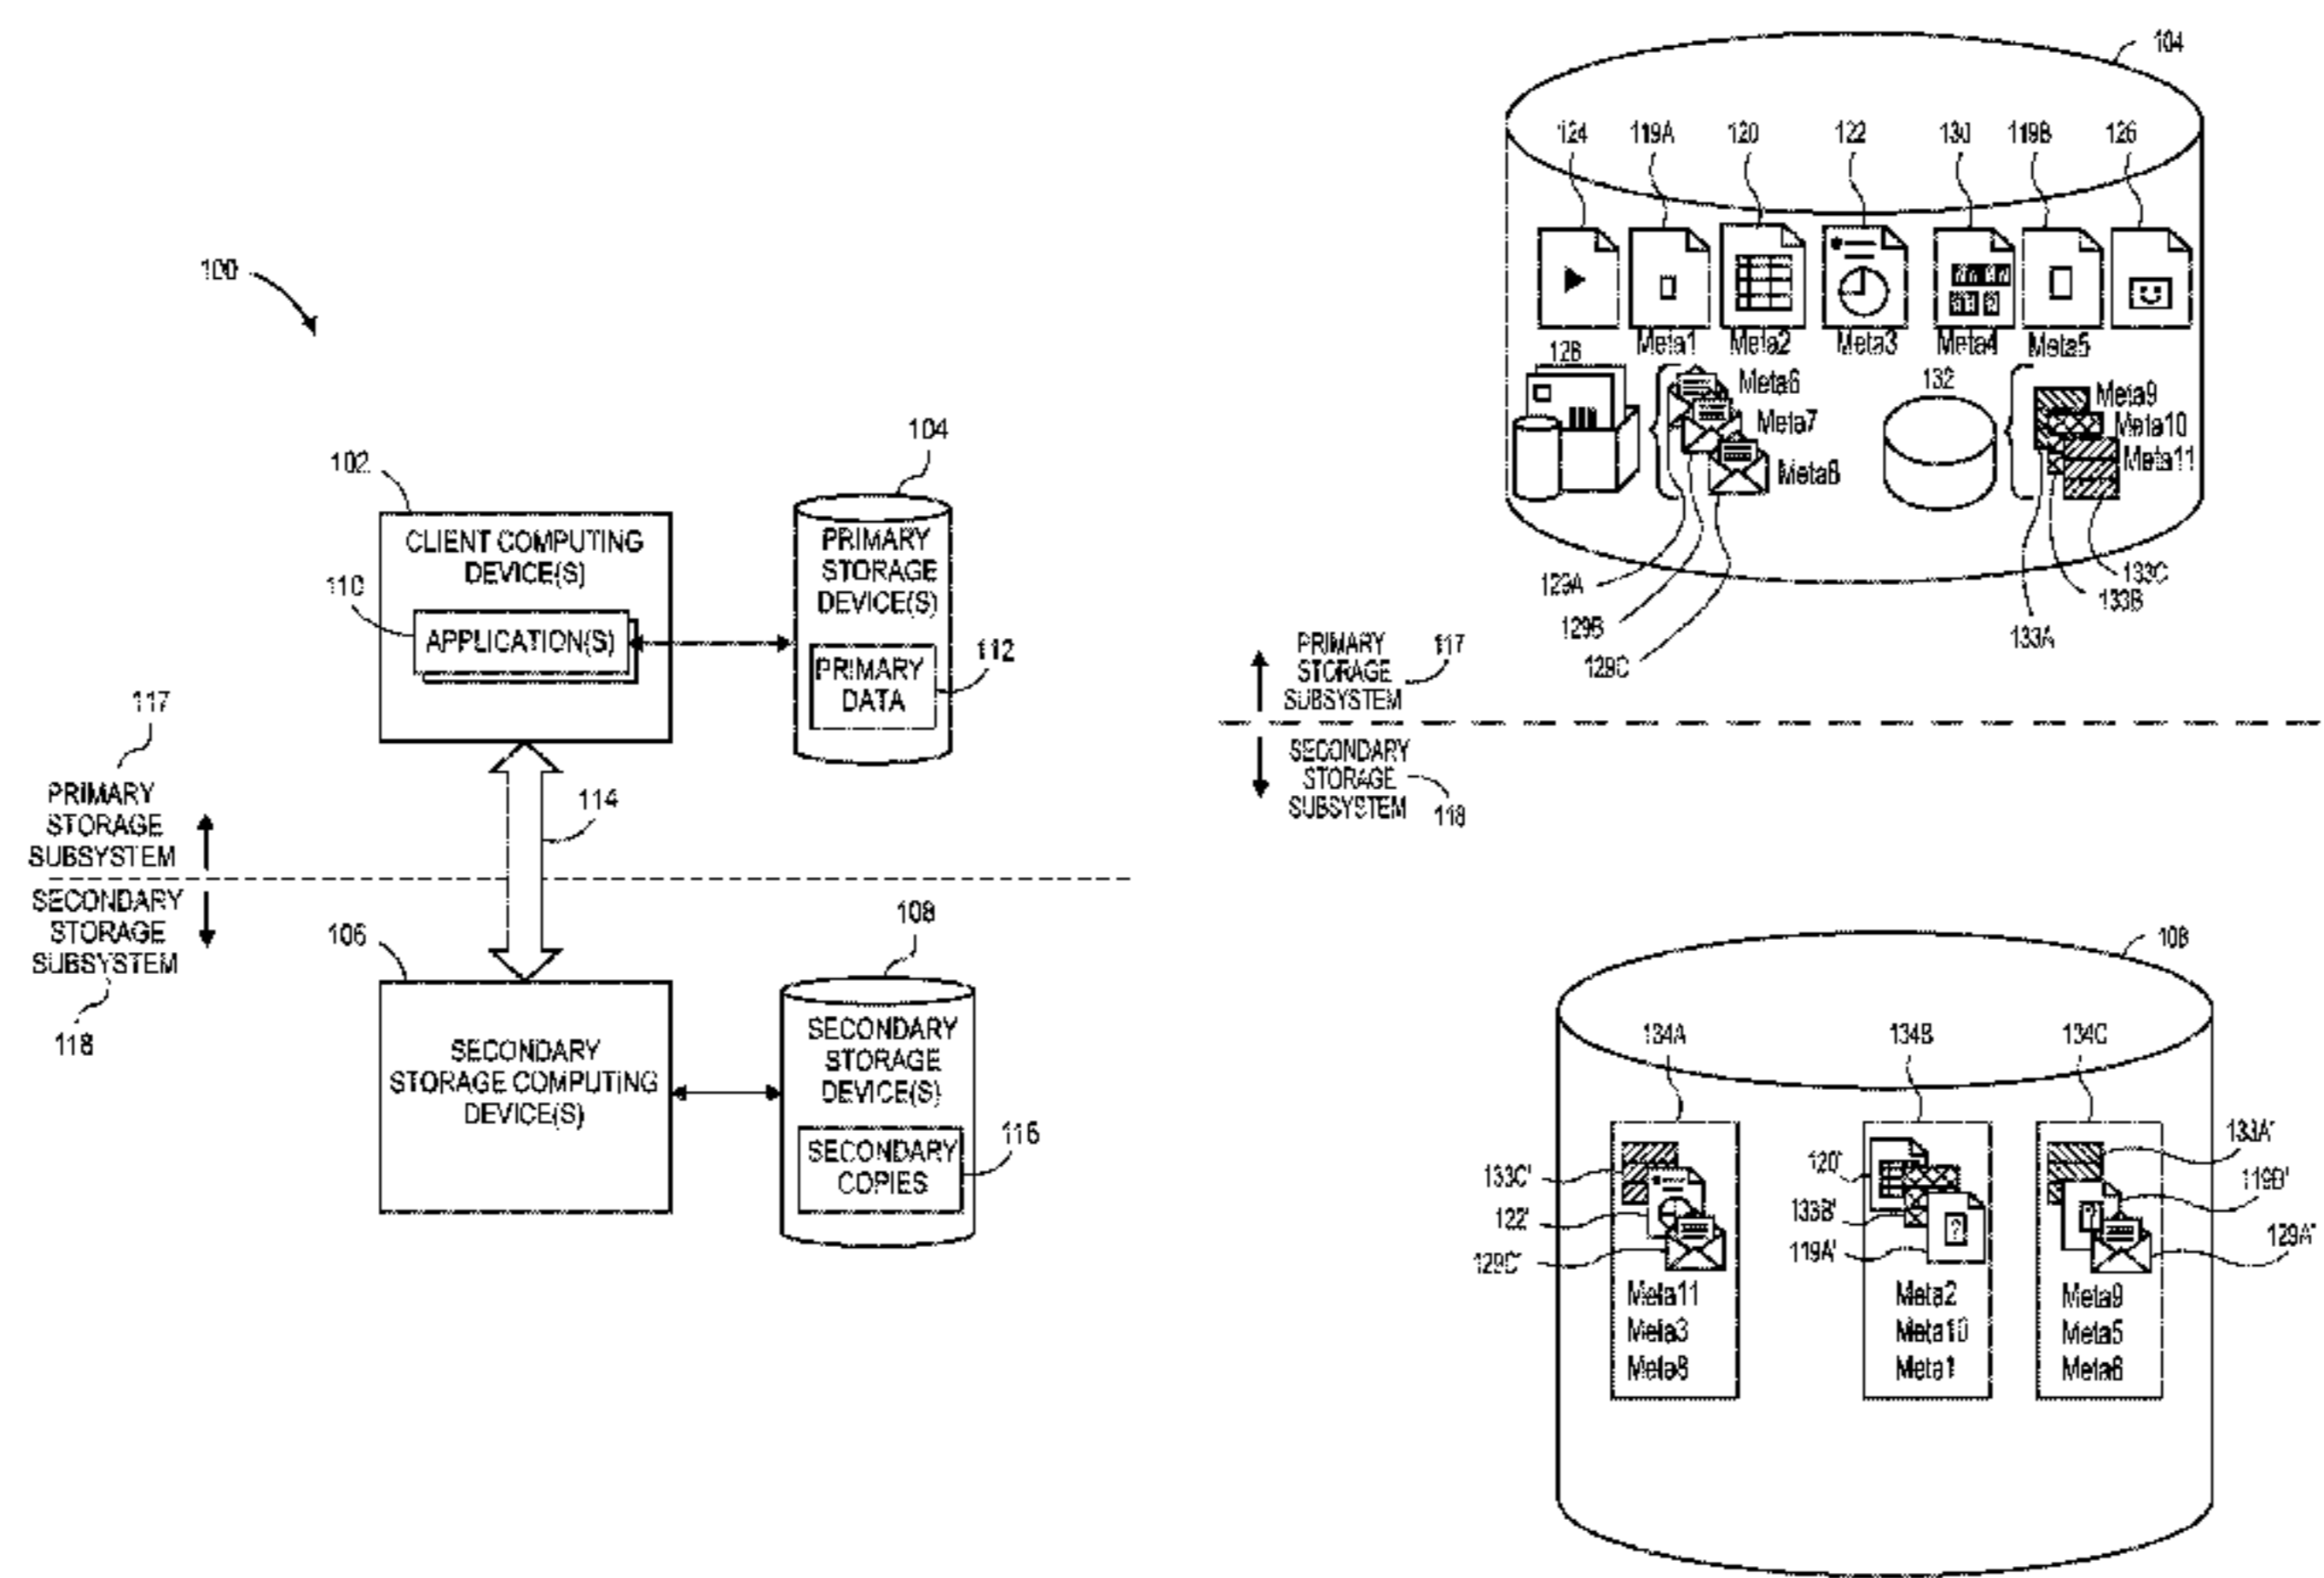 100
102
CLIENT COMPUTING
DEVICE(S)
110
APPLICATION(S)
104
PRIMARY
STORAGE
DEVICE(S)
PRIMARY
DATA
112
117
PRIMARY
STORAGE
SUBSYSTEM
114
SECONDARY
STORAGE
SUBSYSTEM
118
106
SECONDARY
STORAGE COMPUTING
DEVICE(S)
108
SECONDARY
STORAGE
DEVICE(S)
SECONDARY
COPIES
116
104
124 119A 120 122 130 119B 126
Meta1 Meta2 Meta3 Meta4 Meta5
128
Meta6
Meta7
Meta8
132
Meta9
Meta10
Meta11
129A
129B
129C
133C
133B
133A
PRIMARY
STORAGE
SUBSYSTEM
117
SECONDARY
STORAGE
SUBSYSTEM
118
108
134A 134B 134C
133C'
122'
129C'
Meta11
Meta3
Meta8
120'
133B'
119A'
Meta2
Meta10
Meta1
133A'
119B'
129A'
Meta9
Meta5
Meta6